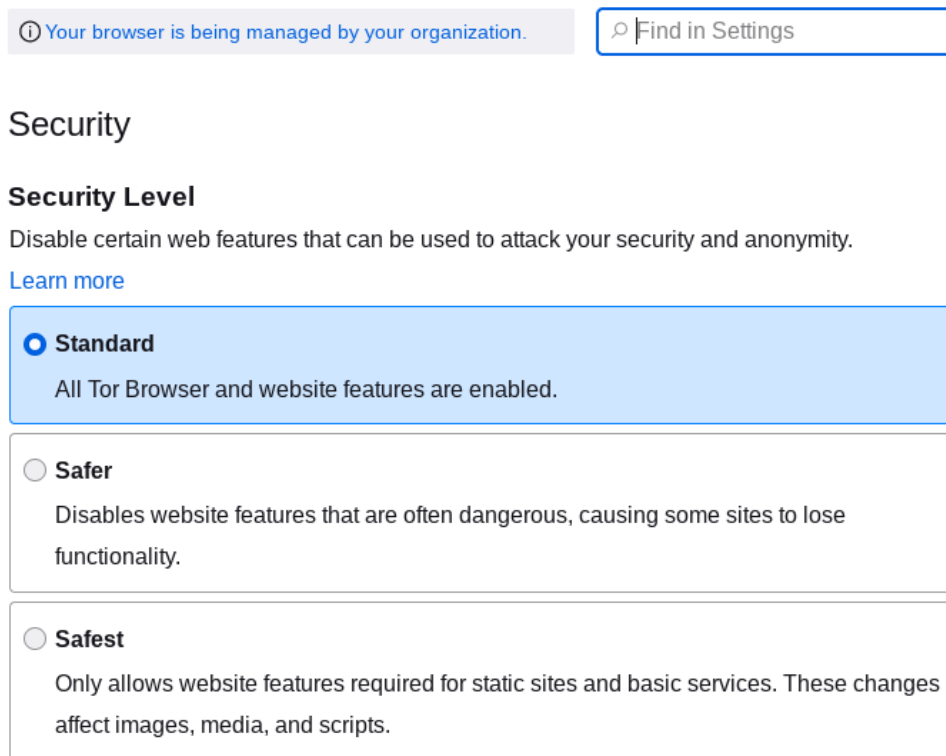 Your browser is being managed by your organization.
Find in Settings
Security
Security Level
Disable certain web features that can be used to attack your security and anonymity.
Learn more
Standard
All Tor Browser and website features are enabled.
Safer
Disables website features that are often dangerous, causing some sites to lose
functionality.
Safest
Only allows website features required for static sites and basic services. These changes
affect images, media, and scripts.